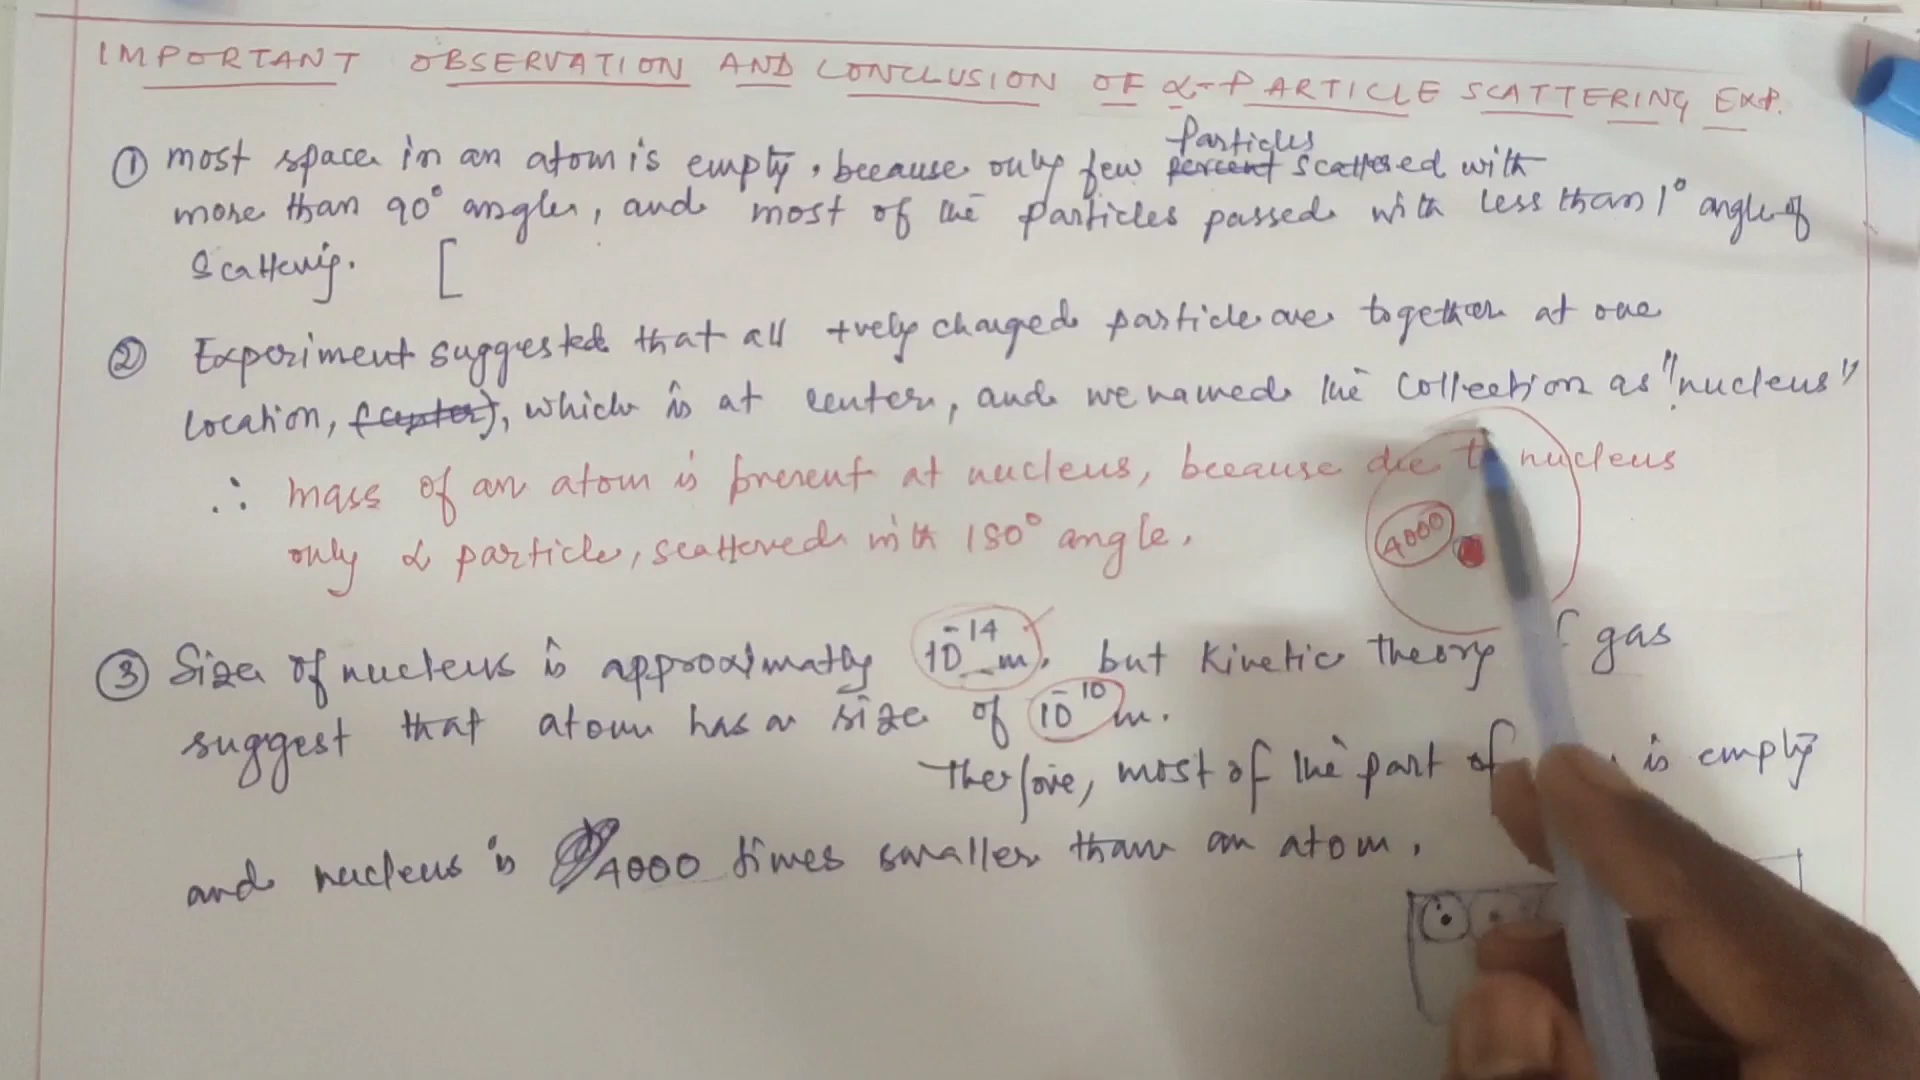 IMPORTANT OBSERVATION AND CONCLUSION OF α-PARTICLE SCATTERING EXP.
① most space in an atom is empty, because only few particles scattered with
more than 90° angle, and most of the particles passed with less than 1° angle of
scattering. [
② Experiment suggested that all +vely charged particle are together at one
location, (center), which is at center, and we named the collection as "nucleus"
∴ mass of an atom is present at nucleus, because due to nucleus
only α particle, scattered with 180° angle.
4000
③ Size of nucleus is approximatly 10⁻¹⁴ m, but Kinetic theory of gas
suggest that atom has a size of 10⁻¹⁰ m.
Therefore, most of the part of is empty
and nucleus is 4000 times smaller than an atom.